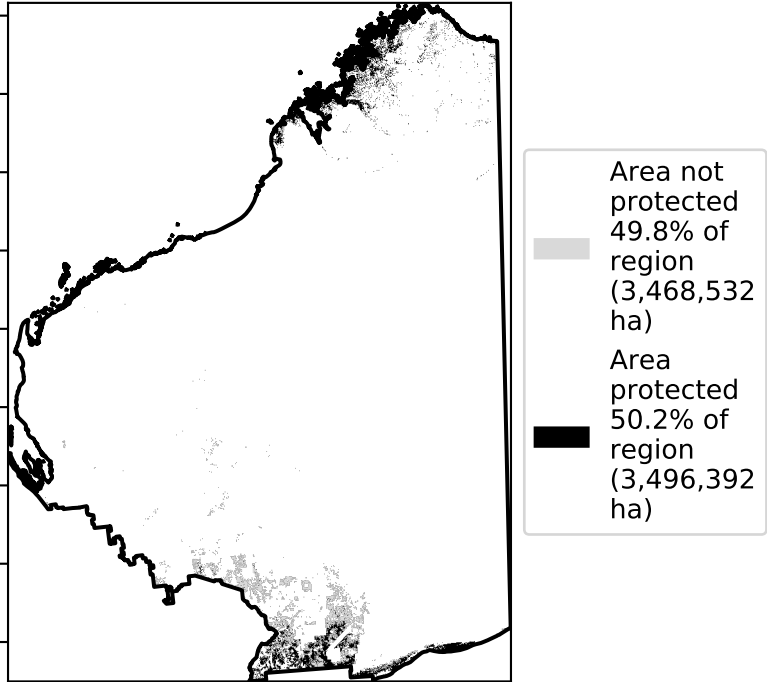 Area not
protected
49.8% of
region
(3,468,532
ha)
Area
protected
50.2% of
region
(3,496,392
ha)